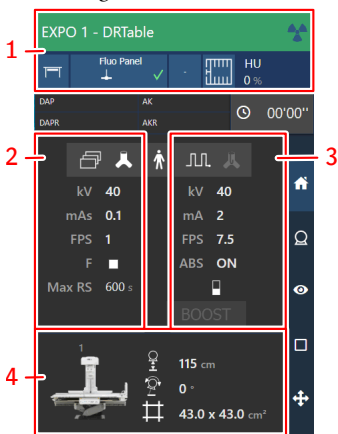 EXPO 1 - DRTable
1
Fluo Panel
-
HU
0 %
DAP
AK
DAPR
AKR
00'00''
2
3
kV 40
mAs 0.1
FPS 1
F
Max RS 600 s
kV 40
mA 2
FPS 7.5
ABS ON
BOOST
4
1
115 cm
0 °
43.0 x 43.0 cm²